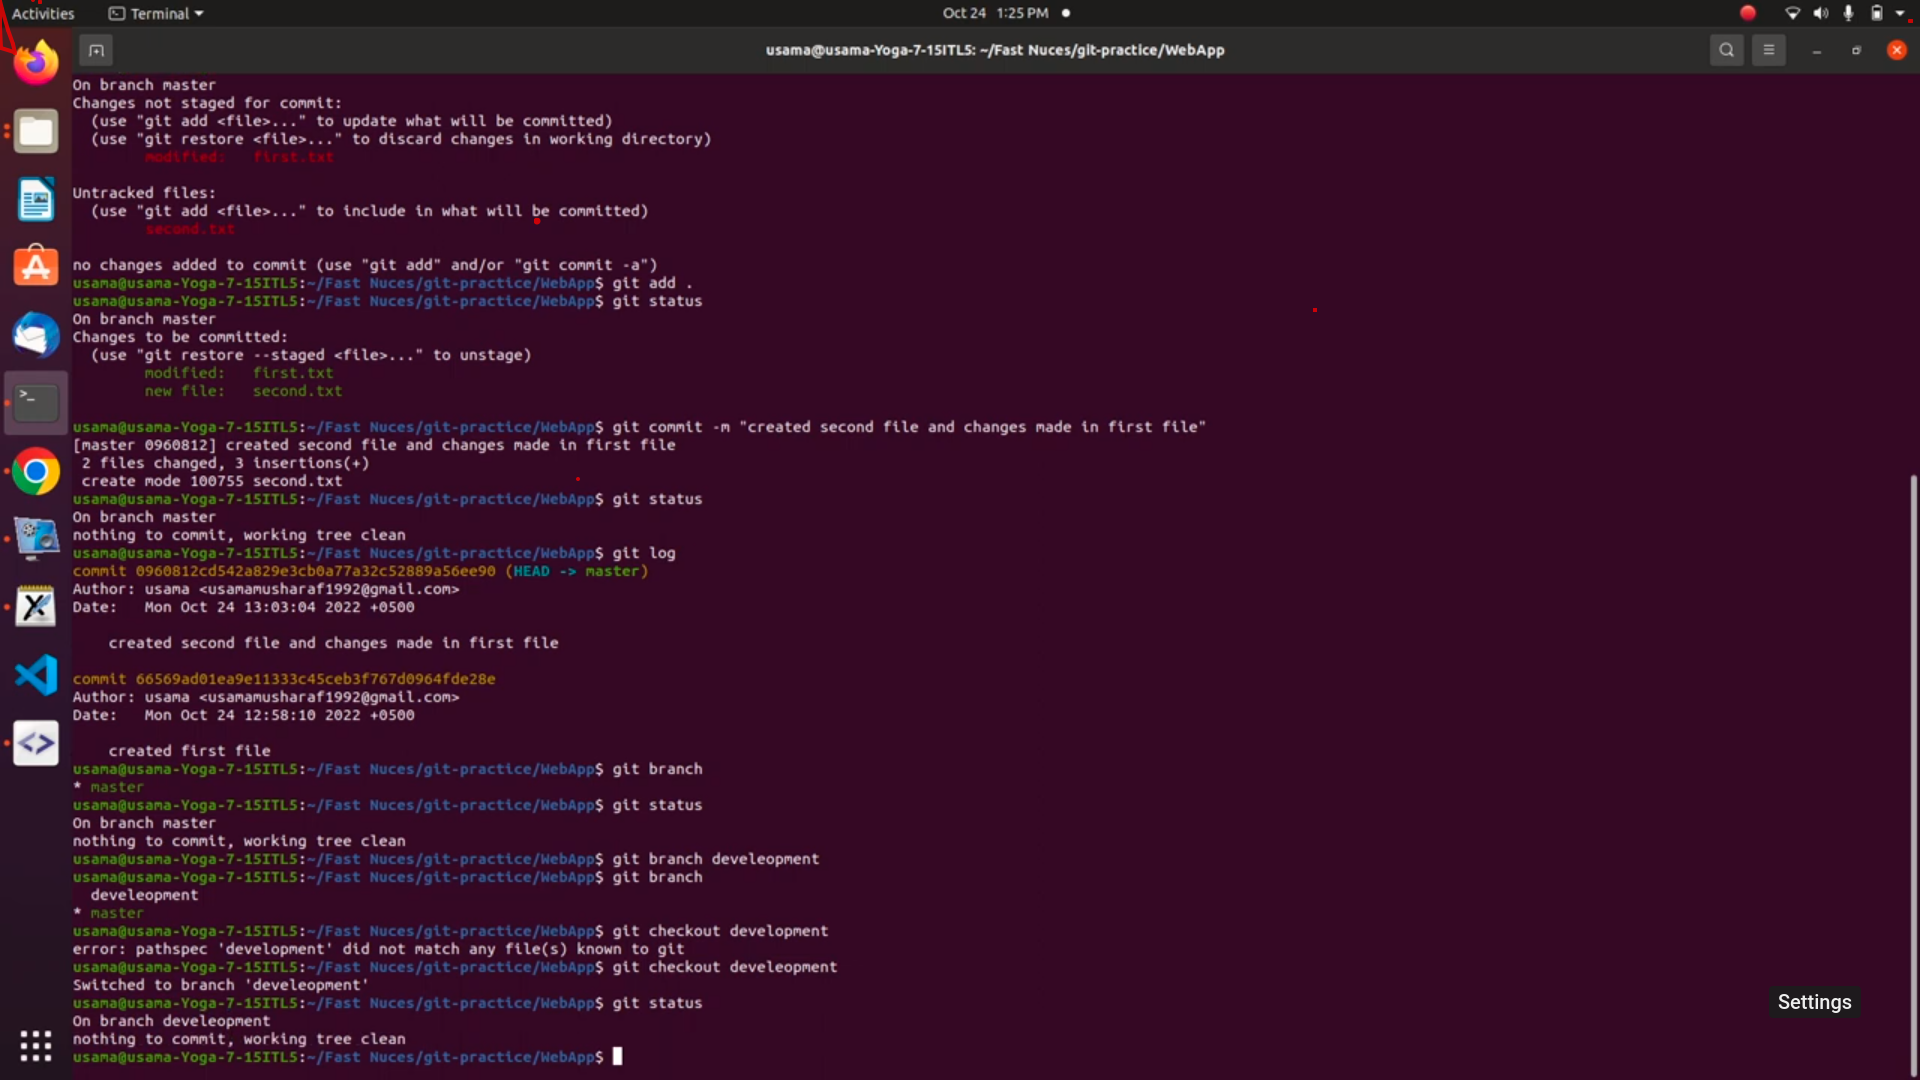 Activities
Terminal
Oct 24 1:25 PM
usama@usama-Yoga-7-15ITL5: ~/Fast Nuces/git-practice/WebApp
On branch master
Changes not staged for commit:
  (use "git add <file>..." to update what will be committed)
  (use "git restore <file>..." to discard changes in working directory)
        modified:   first.txt
Untracked files:
  (use "git add <file>..." to include in what will be committed)
        second.txt
no changes added to commit (use "git add" and/or "git commit -a")
usama@usama-Yoga-7-15ITL5:~/Fast Nuces/git-practice/WebApp$ git add .
usama@usama-Yoga-7-15ITL5:~/Fast Nuces/git-practice/WebApp$ git status
On branch master
Changes to be committed:
  (use "git restore --staged <file>..." to unstage)
        modified:   first.txt
        new file:   second.txt
usama@usama-Yoga-7-15ITL5:~/Fast Nuces/git-practice/WebApp$ git commit -m "created second file and changes made in first file"
[master 0960812] created second file and changes made in first file
 2 files changed, 3 insertions(+)
 create mode 100755 second.txt
usama@usama-Yoga-7-15ITL5:~/Fast Nuces/git-practice/WebApp$ git status
On branch master
nothing to commit, working tree clean
usama@usama-Yoga-7-15ITL5:~/Fast Nuces/git-practice/WebApp$ git log
commit 0960812cd542a829e3cb0a77a32c52889a56ee90 (HEAD -> master)
Author: usama <usamamusharaf1992@gmail.com>
Date:   Mon Oct 24 13:03:04 2022 +0500
    created second file and changes made in first file
commit 66569ad01ea9e11333c45ceb3f767d0964fde28e
Author: usama <usamamusharaf1992@gmail.com>
Date:   Mon Oct 24 12:58:10 2022 +0500
    created first file
usama@usama-Yoga-7-15ITL5:~/Fast Nuces/git-practice/WebApp$ git branch
* master
usama@usama-Yoga-7-15ITL5:~/Fast Nuces/git-practice/WebApp$ git status
On branch master
nothing to commit, working tree clean
usama@usama-Yoga-7-15ITL5:~/Fast Nuces/git-practice/WebApp$ git branch develeopment
usama@usama-Yoga-7-15ITL5:~/Fast Nuces/git-practice/WebApp$ git branch
  develeopment
* master
usama@usama-Yoga-7-15ITL5:~/Fast Nuces/git-practice/WebApp$ git checkout development
error: pathspec 'development' did not match any file(s) known to git
usama@usama-Yoga-7-15ITL5:~/Fast Nuces/git-practice/WebApp$ git checkout develeopment
Switched to branch 'develeopment'
usama@usama-Yoga-7-15ITL5:~/Fast Nuces/git-practice/WebApp$ git status
On branch develeopment
nothing to commit, working tree clean
usama@usama-Yoga-7-15ITL5:~/Fast Nuces/git-practice/WebApp$
Settings